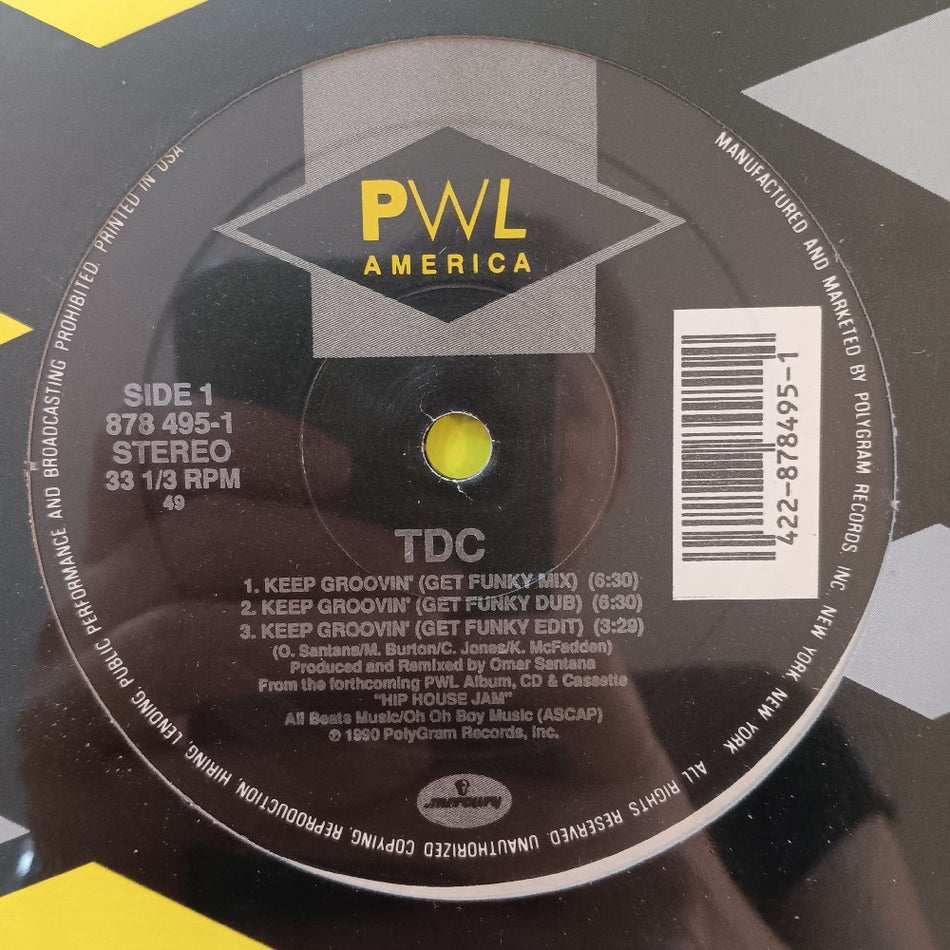 PWL
AMERICA
SIDE 1
878 495-1
STEREO
33 1/3 RPM
49
422-878495-1
TDC
1. KEEP GROOVIN' (GET FUNKY MIX) (6:30)
2. KEEP GROOVIN' (GET FUNKY DUB) (6:30)
3. KEEP GROOVIN' (GET FUNKY EDIT) (3:29)
(O. Santana/M. Burton/C. Jones/K. McFadden)
Produced and Remixed by Omar Santana
From the forthcoming PWL Album, CD & Cassette
"HIP HOUSE JAM"
All Beats Music/Oh Oh Boy Music (ASCAP)
℗ 1990 PolyGram Records, Inc.
mercury
MANUFACTURED AND MARKETED BY POLYGRAM RECORDS, INC. NEW YORK, NEW YORK ALL RIGHTS RESERVED. UNAUTHORIZED COPYING, REPRODUCTION, HIRING, LENDING, PUBLIC PERFORMANCE AND BROADCASTING PROHIBITED. PRINTED IN USA